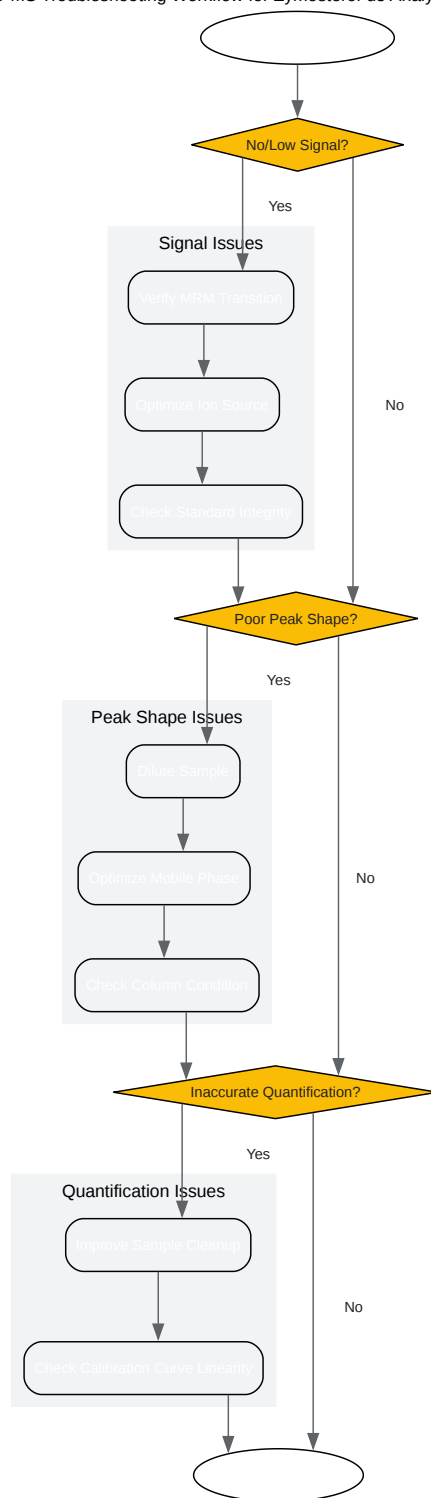 MS Troubleshooting Workflow for Zymosterol-d5 Analy
No/Low Signal?
Yes
Signal Issues
Verify MRM Transition
Optimize Ion Source
No
Check Standard Integrity
Poor Peak Shape?
Yes
Peak Shape Issues
Dilute Sample
Optimize Mobile Phase
No
Check Column Condition
Inaccurate Quantification?
Yes
Quantification Issues
Improve Sample Cleanup
No
Check Calibration Curve Linearity